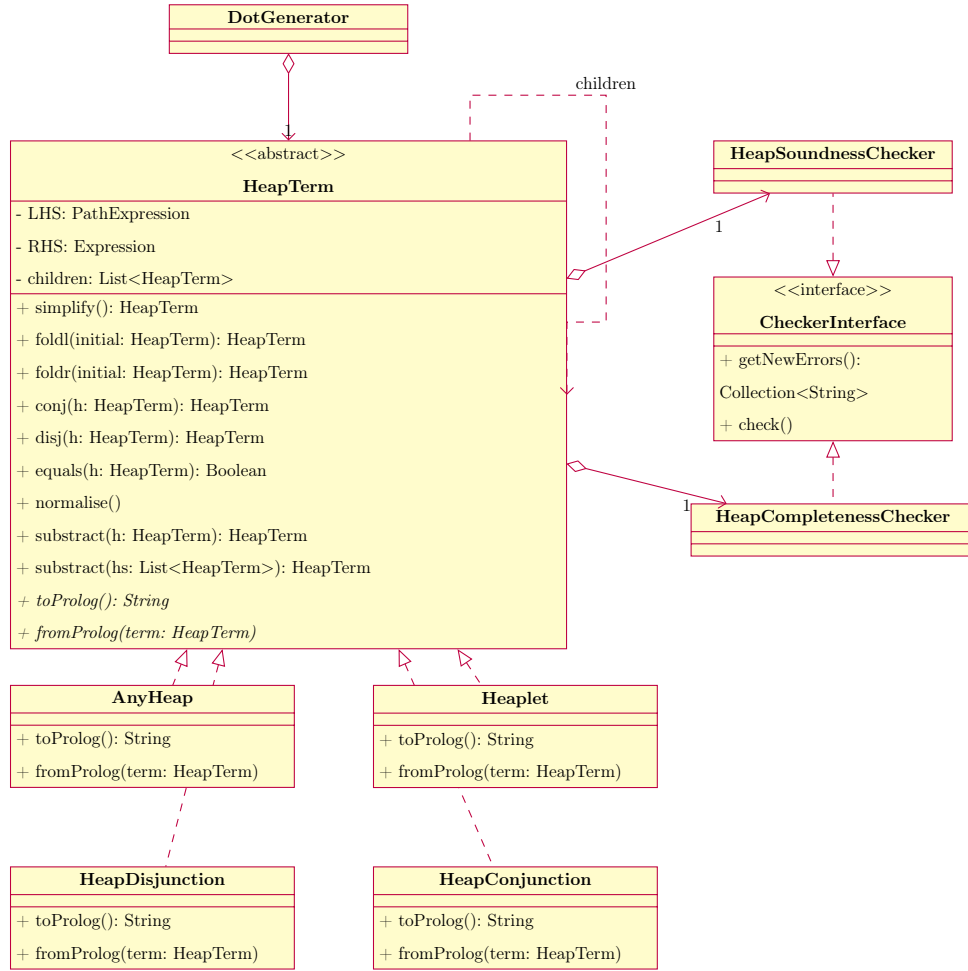 DotGenerator
children
1
<<abstract>>
HeapTerm
- LHS: PathExpression
- RHS: Expression
- children: List<HeapTerm>
+ simplify(): HeapTerm
+ foldl(initial: HeapTerm): HeapTerm
+ foldr(initial: HeapTerm): HeapTerm
+ conj(h: HeapTerm): HeapTerm
+ disj(h: HeapTerm): HeapTerm
+ equals(h: HeapTerm): Boolean
+ normalise()
+ substract(h: HeapTerm): HeapTerm
+ substract(hs: List<HeapTerm>): HeapTerm
+ toProlog(): String
+ fromProlog(term: HeapTerm)
HeapSoundnessChecker
1
<<interface>>
CheckerInterface
+ getNewErrors():
Collection<String>
+ check()
1
HeapCompletenessChecker
AnyHeap
+ toProlog(): String
+ fromProlog(term: HeapTerm)
Heaplet
+ toProlog(): String
+ fromProlog(term: HeapTerm)
HeapDisjunction
+ toProlog(): String
+ fromProlog(term: HeapTerm)
HeapConjunction
+ toProlog(): String
+ fromProlog(term: HeapTerm)